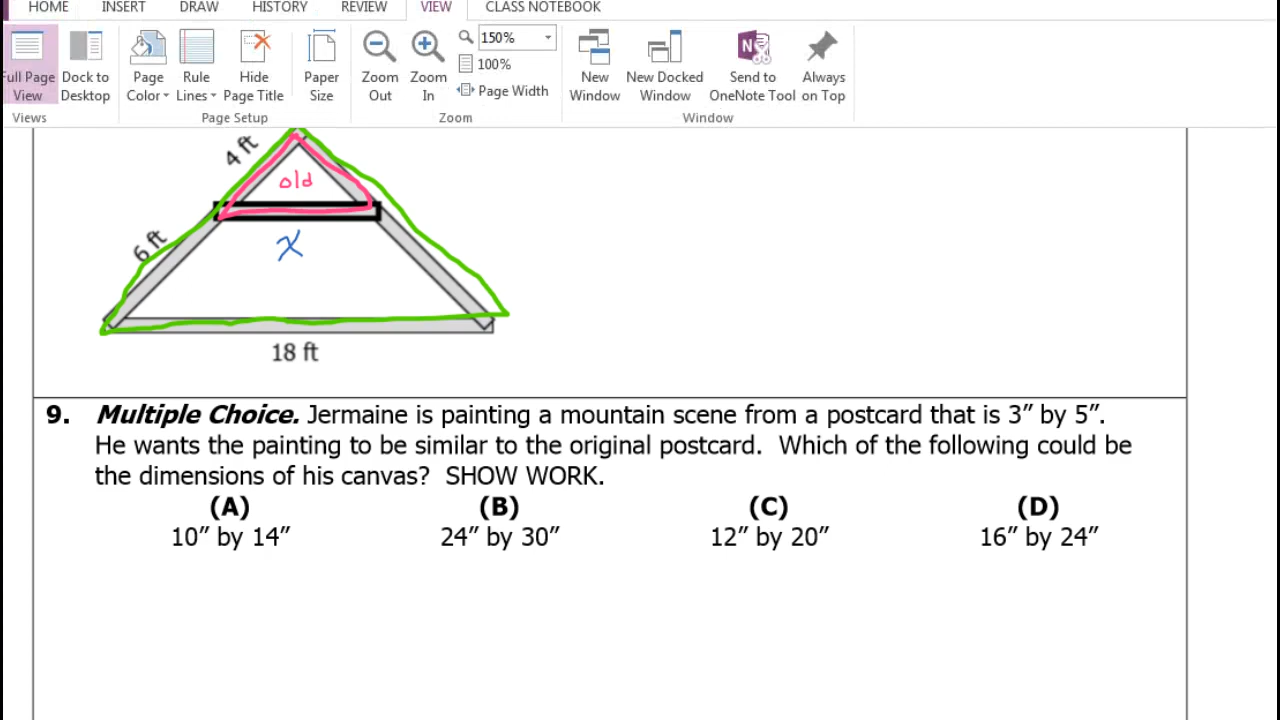 HOME INSERT DRAW HISTORY REVIEW VIEW CLASS NOTEBOOK
Full Page View
Dock to Desktop
Page Color
Rule Lines
Hide Page Title
Paper Size
Zoom Out
Zoom In
150%
100%
Page Width
New Window
New Docked Window
Send to OneNote Tool
Always on Top
Views Page Setup Zoom Window
4 ft
old
6 ft
x
18 ft
9. Multiple Choice. Jermaine is painting a mountain scene from a postcard that is 3” by 5”.
He wants the painting to be similar to the original postcard. Which of the following could be
the dimensions of his canvas? SHOW WORK.
(A) (B) (C) (D)
10” by 14” 24” by 30” 12” by 20” 16” by 24”